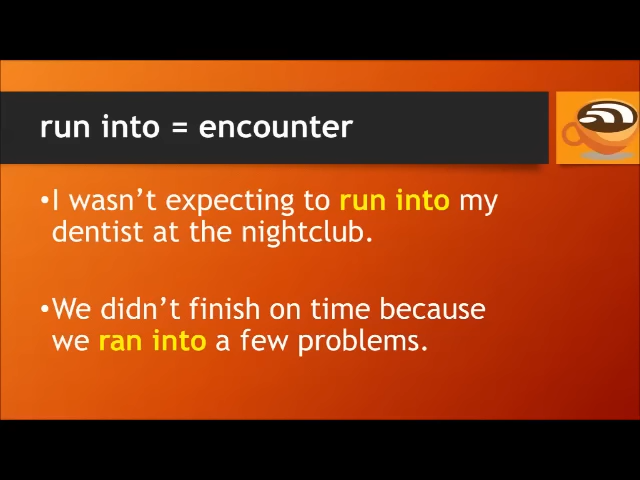 run into = encounter
•I wasn't expecting to run into my
dentist at the nightclub.
•We didn't finish on time because
we ran into a few problems.